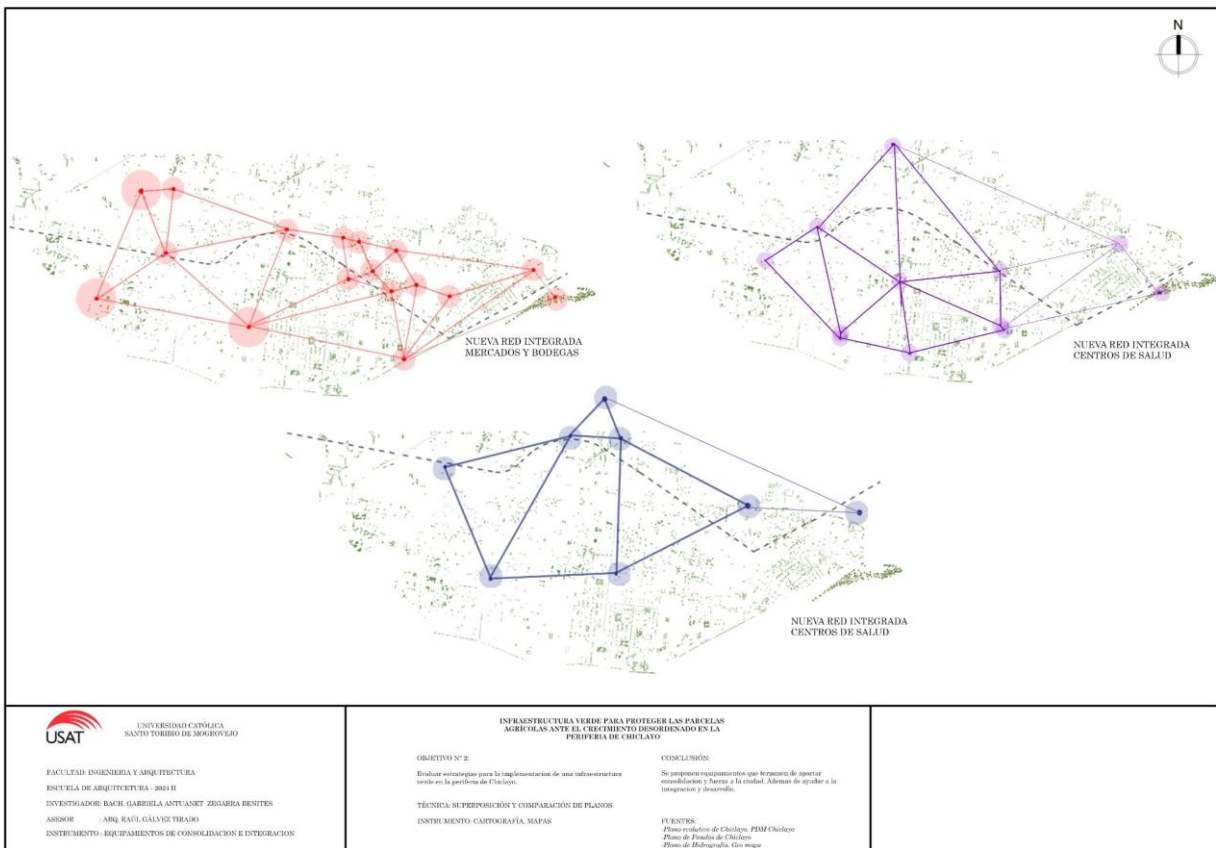 N
NUEVA RED INTEGRADA
MERCADOS Y BODEGAS
NUEVA RED INTEGRADA
CENTROS DE SALUD
NUEVA RED INTEGRADA
CENTROS DE SALUD
USAT
UNIVERSIDAD CATÓLICA
SANTO TORIBIO DE MOGROVEJO
FACULTAD: INGENIERIA Y ARQUITECTURA
ESCUELA DE ARQUITCETURA - 2021 II
INVESTIGADOR: BACH. GABRIELA ANTUANET ZEGARRA BENITES
ASESOR : ARQ. RAÚL GÁLVEZ TIRADO
INSTRUMENTO : EQUIPAMIENTOS DE CONSOLIDACION E INTEGRACION
INFRAESTRUCTURA VERDE PARA PROTEGER LAS PARCELAS
AGRÍCOLAS ANTE EL CRECIMIENTO DESORDENADO EN LA
PERIFERIA DE CHICLAYO
OBJETIVO N° 2:
Evaluar estrategias para la implementacion de una infraestructura
verde en la periferia de Chiclayo.
TÉCNICA: SUPERPOSICIÓN Y COMPARACIÓN DE PLANOS
INSTRUMENTO: CARTOGRAFÍA, MAPAS
CONCLUSIÓN:
Se proponen equipamientos que terminen de aportar
consolidacion y fuerza a la ciudad. Ademas de ayudar a la
integracion y desarrollo.
FUENTES:
-Plano evolutivo de Chiclayo, PDM Chiclayo
-Plano de Fundos de Chiclayo
-Plano de Hidrografia, Geo maps